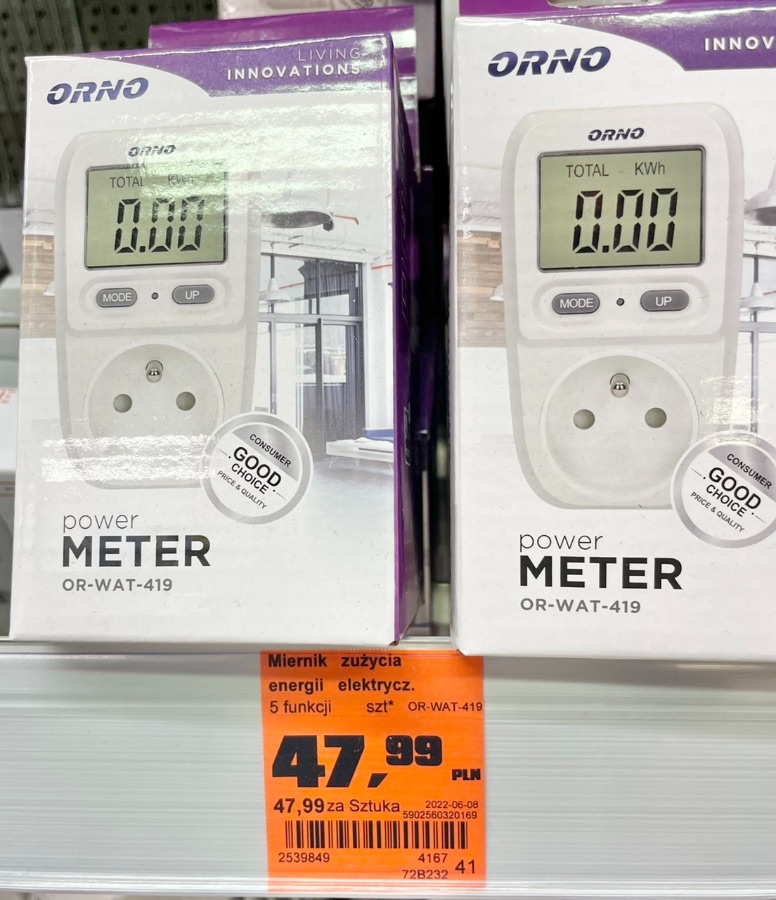 ORNO
LIVING
INNOVATIONS
ORNO
TOTAL KWh
0.00
MODE UP
CONSUMER
GOOD
CHOICE
PRICE & QUALITY
power
METER
OR-WAT-419
ORNO
INNOV
ORNO
TOTAL KWh
0.00
MODE UP
CONSUMER
GOOD
CHOICE
PRICE & QUALITY
power
METER
OR-WAT-419
Miernik zużycia
energii elektrycz.
5 funkcji szt* OR-WAT-419
47,99 PLN
47,99 za Sztuka 2022-06-08
5902560320169
2539849 4167
72B232 41